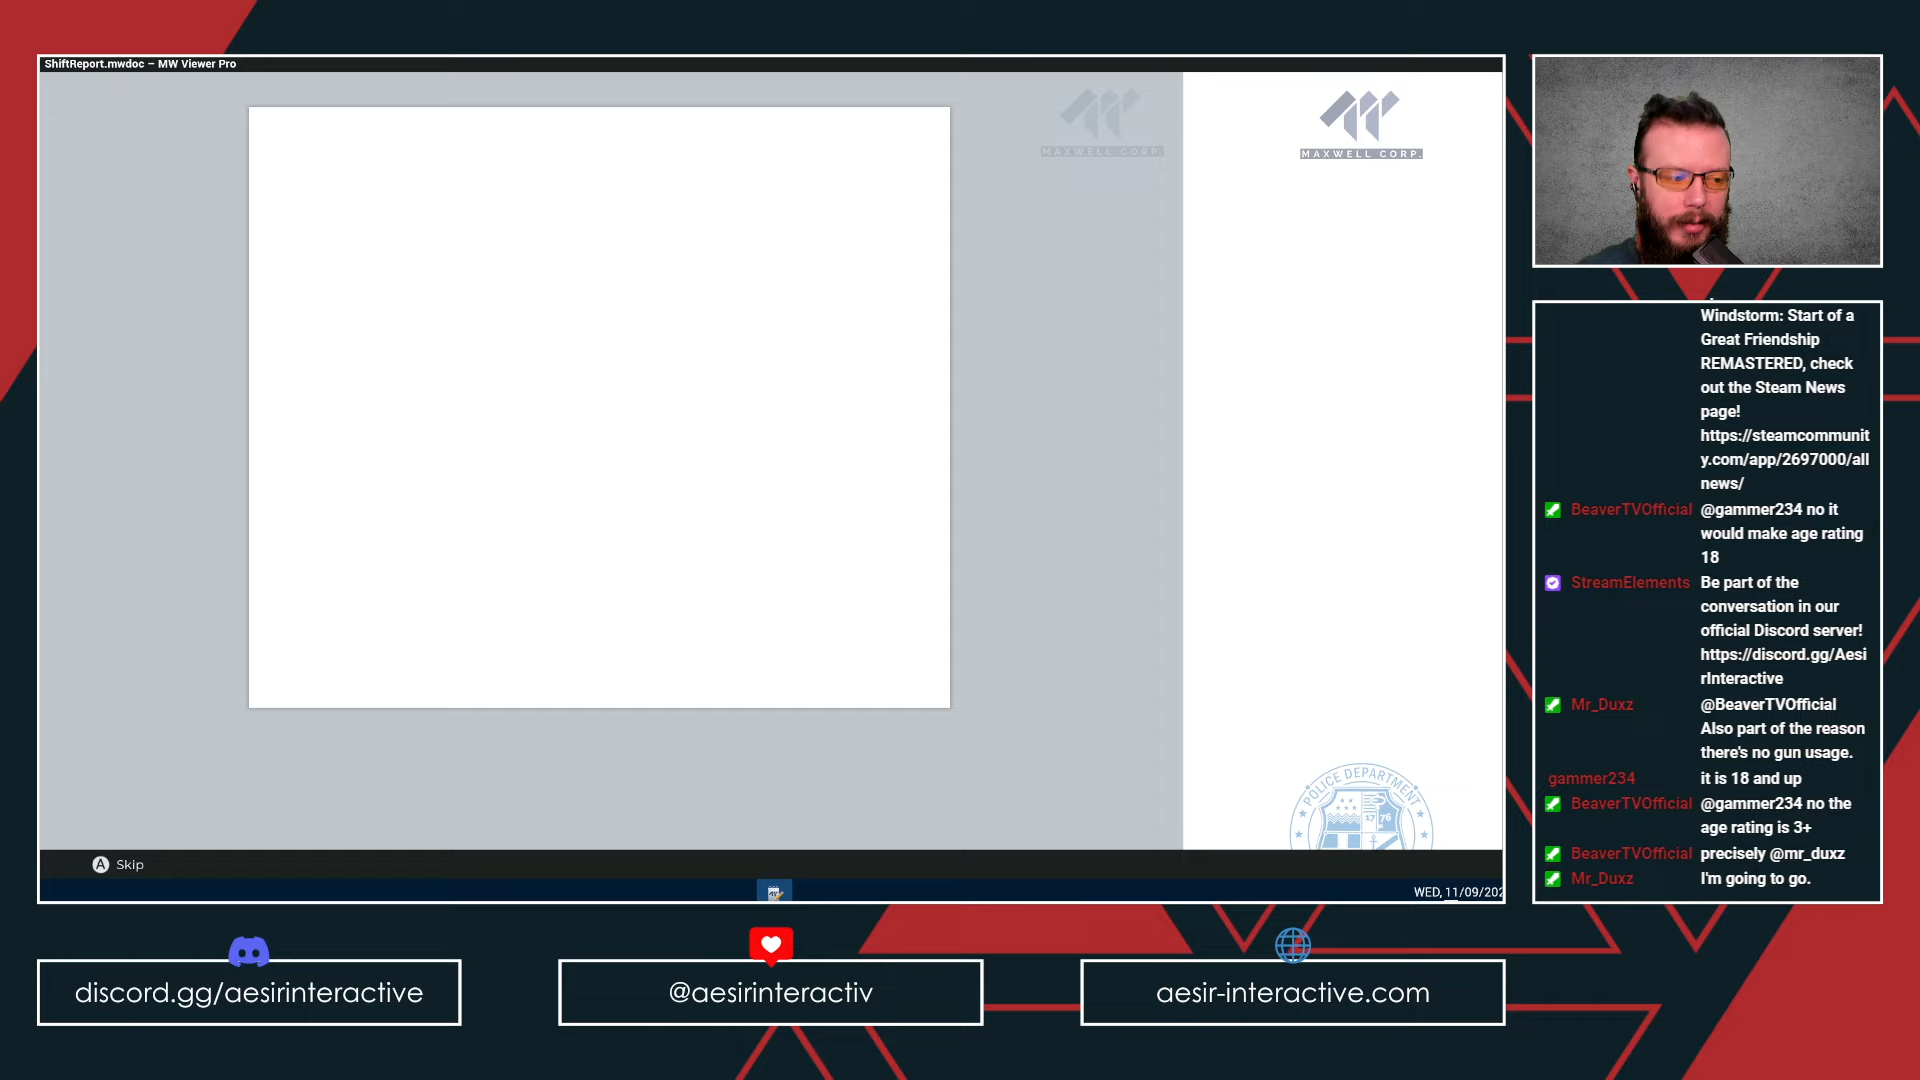 ShiftReport.mwdoc – MW Viewer Pro
MAXWELL CORP.
MAXWELL CORP.
POLICE DEPARTMENT
17 76
A Skip
WED, 11/09/202
Windstorm: Start of a
Great Friendship
REMASTERED, check
out the Steam News
page!
https://steamcommunit
y.com/app/2697000/all
news/
BeaverTVOfficial @gammer234 no it
would make age rating
18
StreamElements Be part of the
conversation in our
official Discord server!
https://discord.gg/Aesi
rInteractive
Mr_Duxz @BeaverTVOfficial
Also part of the reason
there's no gun usage.
gammer234 it is 18 and up
BeaverTVOfficial @gammer234 no the
age rating is 3+
BeaverTVOfficial precisely @mr_duxz
Mr_Duxz I'm going to go.
discord.gg/aesirinteractive
@aesirinteractiv
aesir-interactive.com